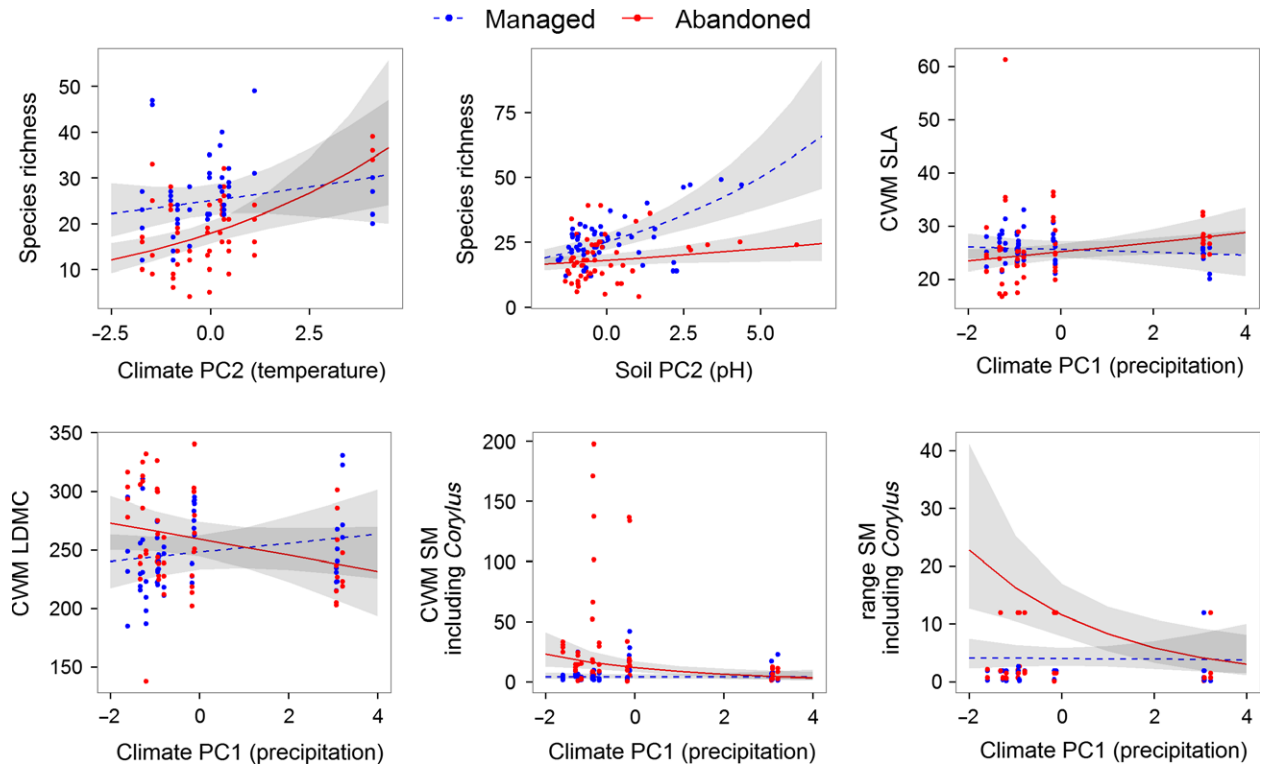 Managed Abandoned
Species richness
50
40
30
20
10
−2.5 0.0 2.5
Climate PC2 (temperature)
Species richness
75
50
25
0
0.0 2.5 5.0
Soil PC2 (pH)
CWM SLA
60
50
40
30
20
−2 0 2 4
Climate PC1 (precipitation)
CWM LDMC
350
300
250
200
150
−2 0 2 4
Climate PC1 (precipitation)
CWM SM
including Corylus
200
150
100
50
0
−2 0 2 4
Climate PC1 (precipitation)
range SM
including Corylus
40
30
20
10
0
−2 0 2 4
Climate PC1 (precipitation)